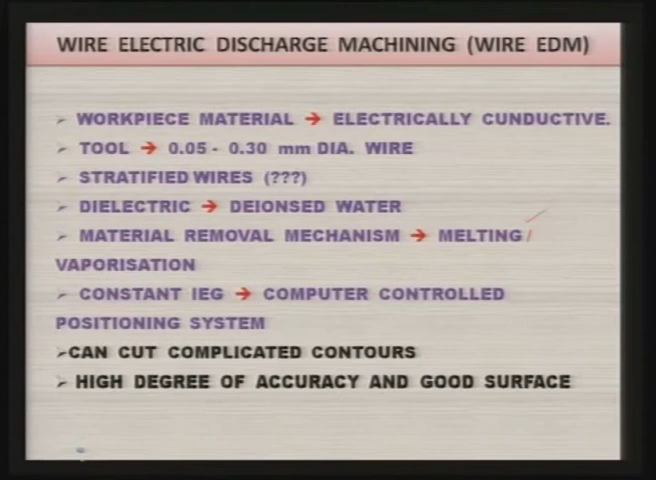 WIRE ELECTRIC DISCHARGE MACHINING (WIRE EDM)
➢ WORKPIECE MATERIAL ➔ ELECTRICALLY CUNDUCTIVE.
➢ TOOL ➔ 0.05 - 0.30 mm DIA. WIRE
➢ STRATIFIED WIRES (???)
➢ DIELECTRIC ➔ DEIONSED WATER
➢ MATERIAL REMOVAL MECHANISM ➔ MELTING/
VAPORISATION
➢ CONSTANT IEG ➔ COMPUTER CONTROLLED
POSITIONING SYSTEM
➢CAN CUT COMPLICATED CONTOURS
➢ HIGH DEGREE OF ACCURACY AND GOOD SURFACE